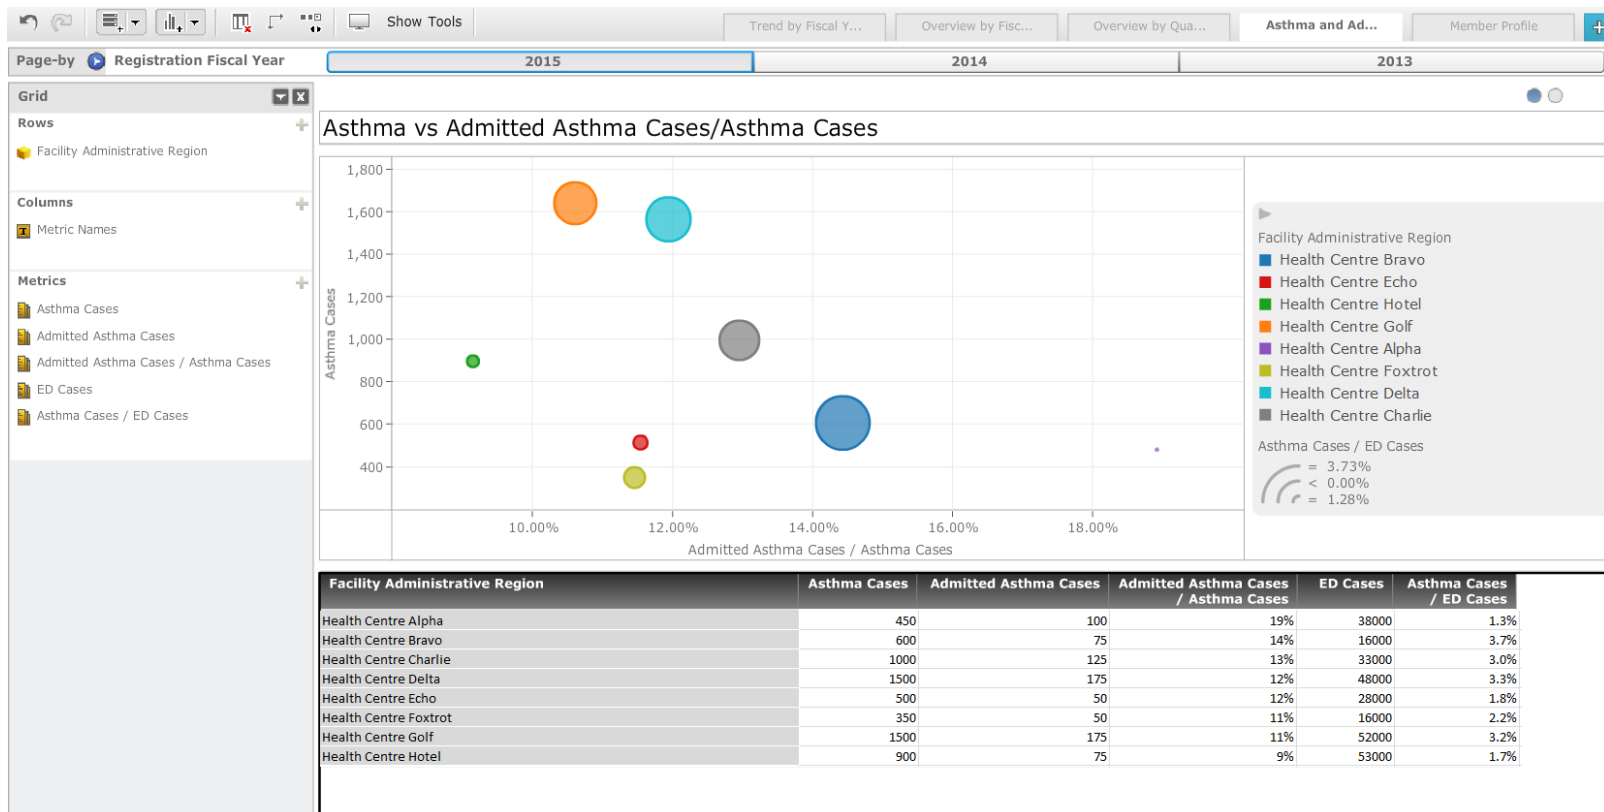 Show Tools
Trend by Fiscal Y...
Overview by Fisc...
Overview by Qua...
Asthma and Ad...
Member Profile
Page-by Registration Fiscal Year
2015
2014
2013
Grid
Rows
Facility Administrative Region
Columns
Metric Names
Metrics
Asthma Cases
Admitted Asthma Cases
Admitted Asthma Cases / Asthma Cases
ED Cases
Asthma Cases / ED Cases
Asthma vs Admitted Asthma Cases/Asthma Cases
Asthma Cases
1,800
1,600
1,400
1,200
1,000
800
600
400
10.00% 12.00% 14.00% 16.00% 18.00%
Admitted Asthma Cases / Asthma Cases
Facility Administrative Region
Health Centre Bravo
Health Centre Echo
Health Centre Hotel
Health Centre Golf
Health Centre Alpha
Health Centre Foxtrot
Health Centre Delta
Health Centre Charlie
Asthma Cases / ED Cases
= 3.73%
< 0.00%
= 1.28%
Facility Administrative Region Asthma Cases Admitted Asthma Cases Admitted Asthma Cases ED Cases Asthma Cases
/ Asthma Cases / ED Cases
Health Centre Alpha 450 100 19% 38000 1.3%
Health Centre Bravo 600 75 14% 16000 3.7%
Health Centre Charlie 1000 125 13% 33000 3.0%
Health Centre Delta 1500 175 12% 48000 3.3%
Health Centre Echo 500 50 12% 28000 1.8%
Health Centre Foxtrot 350 50 11% 16000 2.2%
Health Centre Golf 1500 175 11% 52000 3.2%
Health Centre Hotel 900 75 9% 53000 1.7%